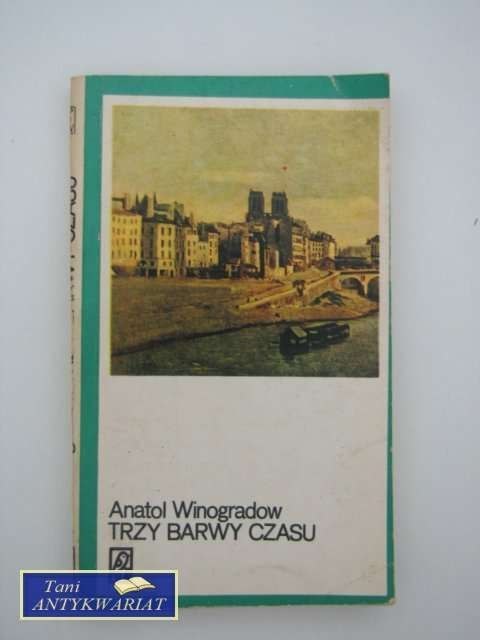 Anatol Winogradow
TRZY BARWY CZASU
Tani
ANTYKWARIAT